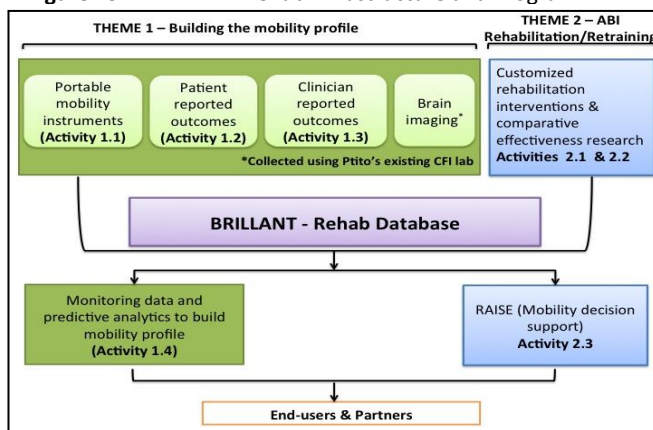 THEME 1 – Building the mobility profile
THEME 2 – ABI
Rehabilitation/Retraining
Portable
mobility
instruments
(Activity 1.1)
Patient
reported
outcomes
(Activity 1.2)
Clinician
reported
outcomes
(Activity 1.3)
Brain
imaging*
*Collected using Ptito's existing CFI lab
Customized
rehabilitation
interventions &
comparative
effectiveness research
Activities 2.1 & 2.2
BRILLANT - Rehab Database
Monitoring data and
predictive analytics to build
mobility profile
(Activity 1.4)
RAISE (Mobility decision
support)
Activity 2.3
End-users & Partners